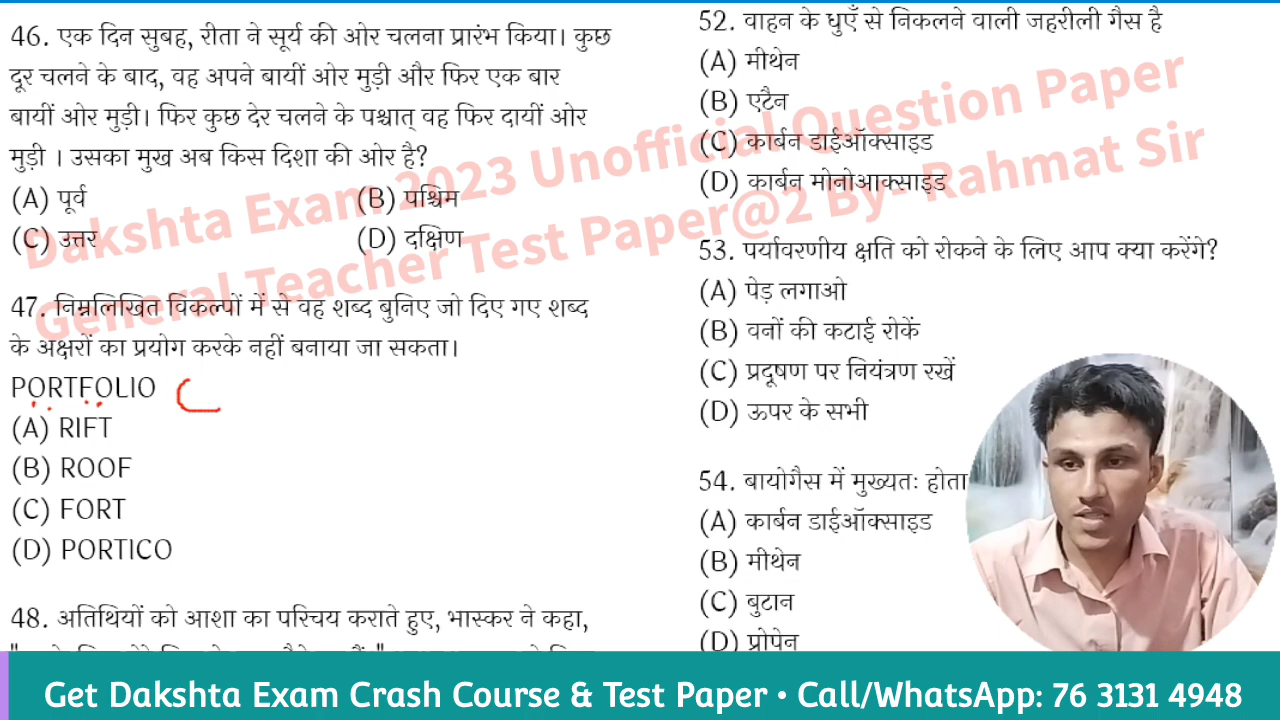 46. एक दिन सुबह, रीता ने सूर्य की ओर चलना प्रारंभ किया। कुछ
दूर चलने के बाद, वह अपने बायीं ओर मुड़ी और फिर एक बार
बायीं ओर मुड़ी। फिर कुछ देर चलने के पश्चात् वह फिर दायीं ओर
मुड़ी । उसका मुख अब किस दिशा की ओर है?
(A) पूर्व (B) पश्चिम
(C) उत्तर (D) दक्षिण
47. निम्नलिखित विकल्पों में से वह शब्द बुनिए जो दिए गए शब्द
के अक्षरों का प्रयोग करके नहीं बनाया जा सकता।
PORTFOLIO
(A) RIFT
(B) ROOF
(C) FORT
(D) PORTICO
48. अतिथियों को आशा का परिचय कराते हुए, भास्कर ने कहा,
52. वाहन के धुएँ से निकलने वाली जहरीली गैस है
(A) मीथेन
(B) एटैन
(C) कार्बन डाईऑक्साइड
(D) कार्बन मोनोआक्साइड
53. पर्यावरणीय क्षति को रोकने के लिए आप क्या करेंगे?
(A) पेड़ लगाओ
(B) वनों की कटाई रोकें
(C) प्रदूषण पर नियंत्रण रखें
(D) ऊपर के सभी
54. बायोगैस में मुख्यतः होता
(A) कार्बन डाईऑक्साइड
(B) मीथेन
(C) बुटान
(D) प्रोपेन
Dakshta Exam 2023 Unofficial Question Paper
General Teacher Test Paper@2 By- Rahmat Sir
Get Dakshta Exam Crash Course & Test Paper • Call/WhatsApp: 76 3131 4948